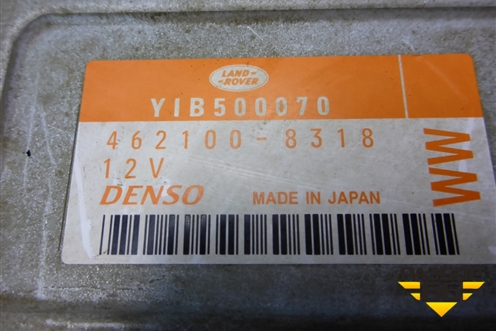 LAND-
ROVER
YIB500070
462100-8318
12V
DENSO MADE IN JAPAN
WW